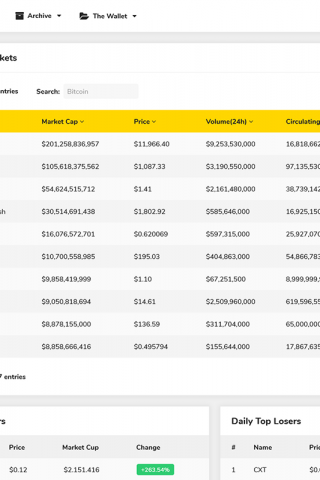 Archive The Wallet
kets
ntries Search: Bitcoin
Market Cap Price Volume(24h) Circulating
$201,258,836,957 $11,966.40 $9,253,530,000 16,818,662
$105,618,375,562 $1,087.33 $3,190,550,000 97,135,530
$54,624,515,712 $1.41 $2,161,480,000 38,739,142
sh $30,514,691,438 $1,802.92 $585,646,000 16,925,150
$16,076,572,701 $0.620069 $597,315,000 25,927,070
$10,700,558,985 $195.03 $404,863,000 54,866,783
$9,858,419,999 $1.10 $67,251,500 8,999,999,
$9,050,818,694 $14.61 $2,509,960,000 619,596,55
$8,878,155,000 $136.59 $311,704,000 65,000,000
$8,858,666,416 $0.495794 $155,644,000 17,867,635
7 entries
rs Daily Top Losers
Price Market Cup Change # Name Pric
$0.12 $2.151.416 +263.54% 1 CXT $0.